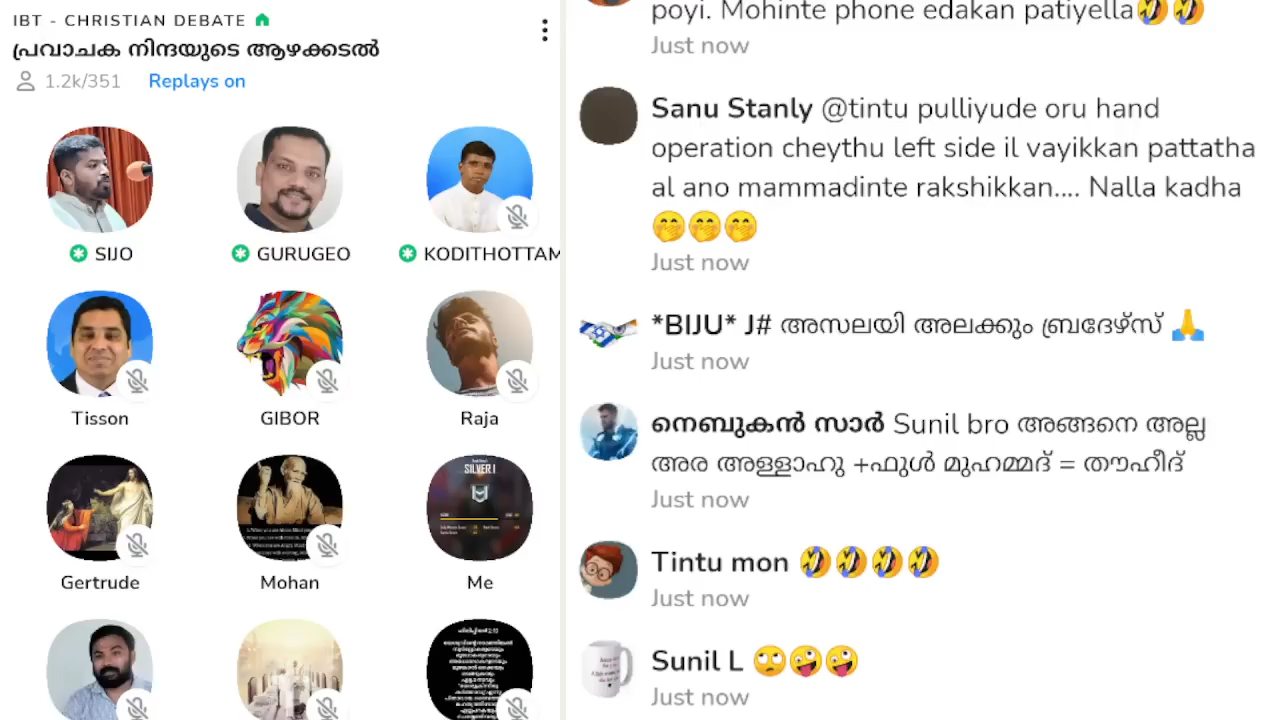 IBT - CHRISTIAN DEBATE
പ്രവാചക നിന്ദയുടെ ആഴക്കടൽ
1.2k/351 Replays on
SIJO GURUGEO KODITHOTTAM
Tisson GIBOR Raja
SILVER I
Gertrude Mohan Me
poyi. Mohinte phone edakan patiyella🤣🤣
Just now
Sanu Stanly @tintu pulliyude oru hand
operation cheythu left side il vayikkan pattatha
al ano mammadinte rakshikkan.... Nalla kadha
🤭🤭🤭
Just now
*BIJU* J# അസലയി അലക്കും ബ്രദേഴ്സ് 🙏
Just now
നെബുകൻ സാർ Sunil bro അങ്ങനെ അല്ല
അര അള്ളാഹു +ഫുൾ മുഹമ്മദ് = തൗഹീദ്
Just now
Tintu mon 🤣🤣🤣🤣
Just now
Sunil L 🙄🤪🤪
Just now